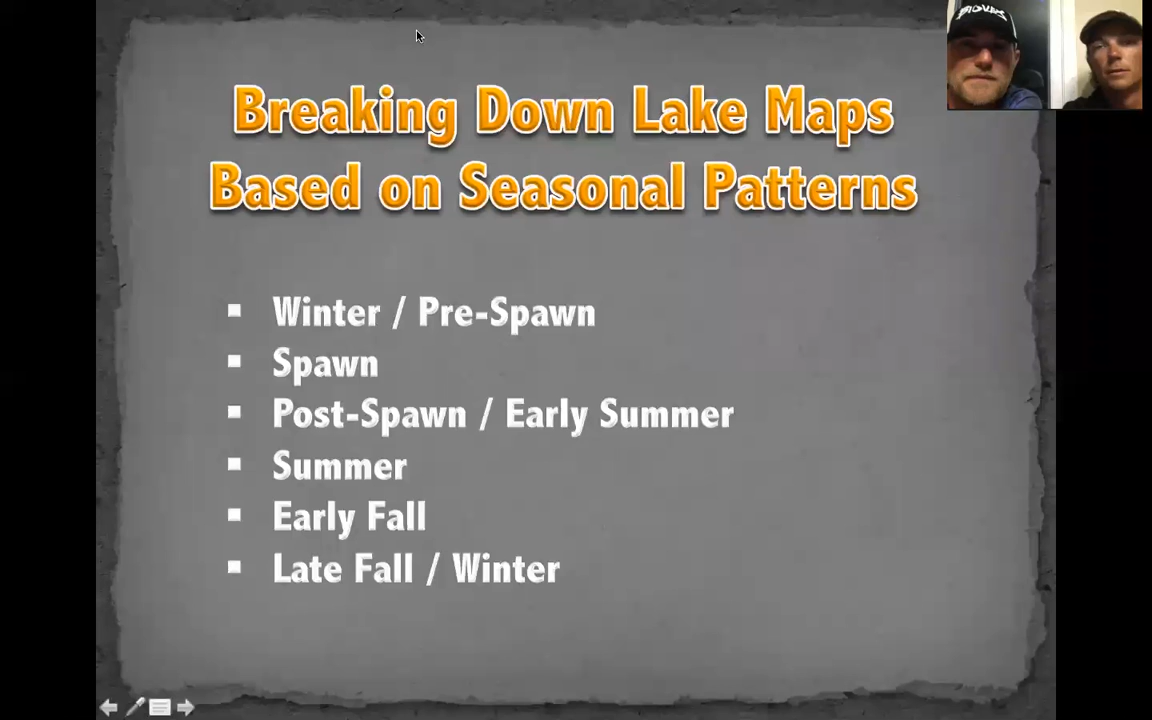 Breaking Down Lake Maps
Based on Seasonal Patterns
Winter / Pre-Spawn
Spawn
Post-Spawn / Early Summer
Summer
Early Fall
Late Fall / Winter